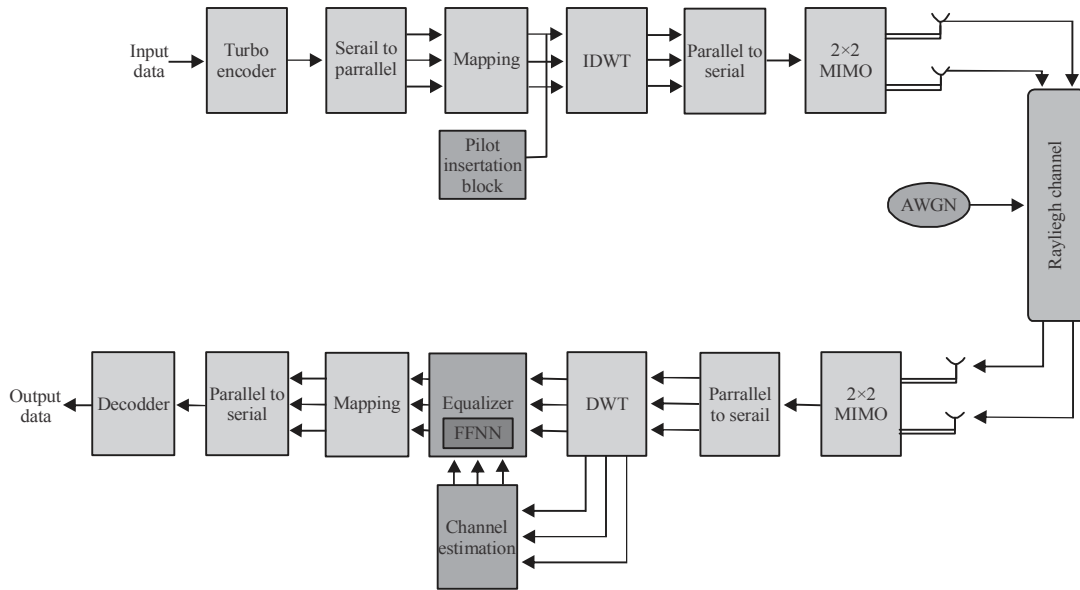 Input
data
Turbo
encoder
Serail to
parrallel
Mapping
IDWT
Parallel to
serial
2×2
MIMO
Pilot
insertation
block
AWGN
Rayliegh channel
Output
data
Decodder
Parallel to
serial
Mapping
Equalizer
FFNN
DWT
Parrallel
to serail
2×2
MIMO
Channel
estimation